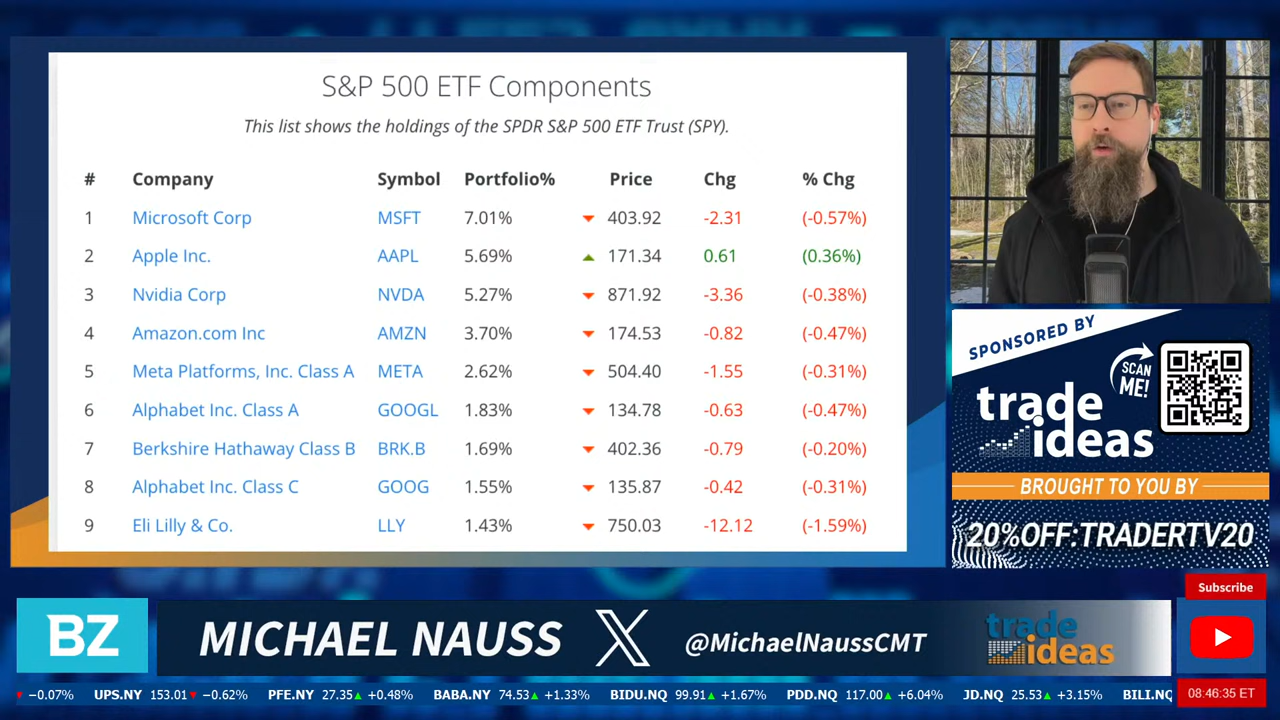 S&P 500 ETF Components
This list shows the holdings of the SPDR S&P 500 ETF Trust (SPY).
# Company Symbol Portfolio% Price Chg % Chg
1 Microsoft Corp MSFT 7.01% 403.92 -2.31 (-0.57%)
2 Apple Inc. AAPL 5.69% 171.34 0.61 (0.36%)
3 Nvidia Corp NVDA 5.27% 871.92 -3.36 (-0.38%)
4 Amazon.com Inc AMZN 3.70% 174.53 -0.82 (-0.47%)
5 Meta Platforms, Inc. Class A META 2.62% 504.40 -1.55 (-0.31%)
6 Alphabet Inc. Class A GOOGL 1.83% 134.78 -0.63 (-0.47%)
7 Berkshire Hathaway Class B BRK.B 1.69% 402.36 -0.79 (-0.20%)
8 Alphabet Inc. Class C GOOG 1.55% 135.87 -0.42 (-0.31%)
9 Eli Lilly & Co. LLY 1.43% 750.03 -12.12 (-1.59%)
SPONSORED BY
SCAN
ME!
trade
ideas
BROUGHT TO YOU BY
20%OFF:TRADERTV20
Subscribe
BZ
MICHAEL NAUSS X @MichaelNaussCMT
trade
ideas
▼ −0.07% UPS.NY 153.01▼ −0.62% PFE.NY 27.35▲ +0.48% BABA.NY 74.53▲ +1.33% BIDU.NQ 99.91▲ +1.67% PDD.NQ 117.00▲ +6.04% JD.NQ 25.53▲ +3.15% BILI.NQ
08:46:35 ET